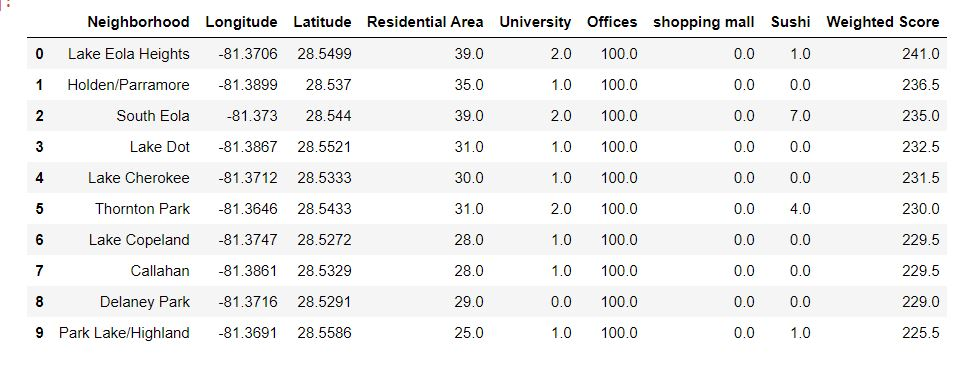 Neighborhood Longitude Latitude Residential Area University Offices shopping mall Sushi Weighted Score
0 Lake Eola Heights -81.3706 28.5499 39.0 2.0 100.0 0.0 1.0 241.0
1 Holden/Parramore -81.3899 28.537 35.0 1.0 100.0 0.0 0.0 236.5
2 South Eola -81.373 28.544 39.0 2.0 100.0 0.0 7.0 235.0
3 Lake Dot -81.3867 28.5521 31.0 1.0 100.0 0.0 0.0 232.5
4 Lake Cherokee -81.3712 28.5333 30.0 1.0 100.0 0.0 0.0 231.5
5 Thornton Park -81.3646 28.5433 31.0 2.0 100.0 0.0 4.0 230.0
6 Lake Copeland -81.3747 28.5272 28.0 1.0 100.0 0.0 0.0 229.5
7 Callahan -81.3861 28.5329 28.0 1.0 100.0 0.0 0.0 229.5
8 Delaney Park -81.3716 28.5291 29.0 0.0 100.0 0.0 0.0 229.0
9 Park Lake/Highland -81.3691 28.5586 25.0 1.0 100.0 0.0 1.0 225.5